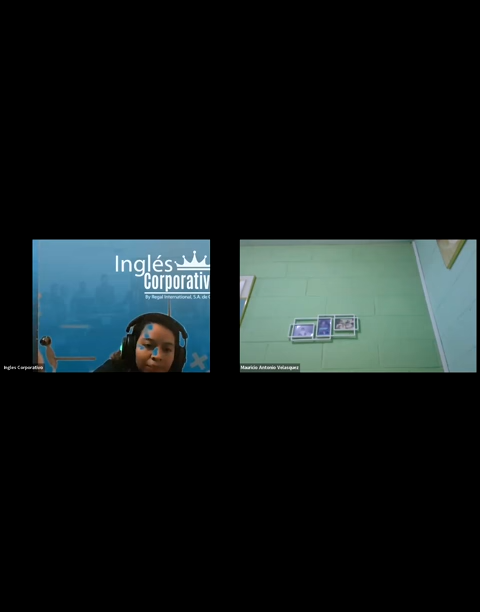 Inglés
Corporativ
By Regal International, S.A. de
Ingles Corporativo
Mauricio Antonio Velasquez